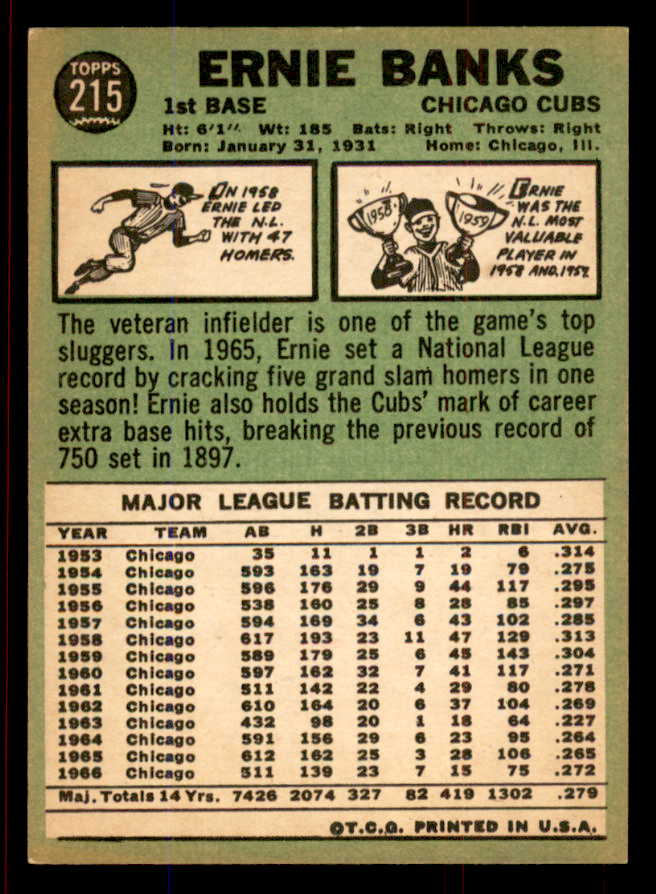 TOPPS
215
ERNIE BANKS
1st BASE CHICAGO CUBS
Ht: 6'1" Wt: 185 Bats: Right Throws: Right
Born: January 31, 1931 Home: Chicago, Ill.
IN 1958
ERNIE LED
THE N.L.
WITH 47
HOMERS.
1958
1959
ERNIE
WAS THE
N.L. MOST
VALUABLE
PLAYER IN
1958 AND, 1959.
The veteran infielder is one of the game's top
sluggers. In 1965, Ernie set a National League
record by cracking five grand slam homers in one
season! Ernie also holds the Cubs' mark of career
extra base hits, breaking the previous record of
750 set in 1897.
MAJOR LEAGUE BATTING RECORD
YEAR TEAM AB H 2B 3B HR RBI AVG.
1953 Chicago 35 11 1 1 2 6 .314
1954 Chicago 593 163 19 7 19 79 .275
1955 Chicago 596 176 29 9 44 117 .295
1956 Chicago 538 160 25 8 28 85 .297
1957 Chicago 594 169 34 6 43 102 .285
1958 Chicago 617 193 23 11 47 129 .313
1959 Chicago 589 179 25 6 45 143 .304
1960 Chicago 597 162 32 7 41 117 .271
1961 Chicago 511 142 22 4 29 80 .278
1962 Chicago 610 164 20 6 37 104 .269
1963 Chicago 432 98 20 1 18 64 .227
1964 Chicago 591 156 29 6 23 95 .264
1965 Chicago 612 162 25 3 28 106 .265
1966 Chicago 511 139 23 7 15 75 .272
Maj. Totals 14 Yrs. 7426 2074 327 82 419 1302 .279
©T.C.G. PRINTED IN U.S.A.